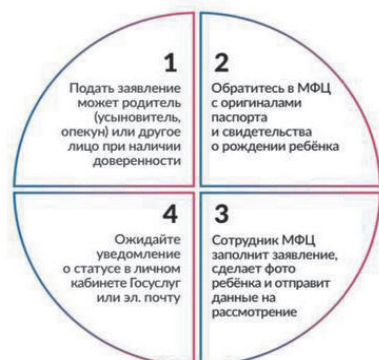 1
Подать заявление
может родитель
(усыновитель,
опекун) или другое
лицо при наличии
доверенности
2
Обратитесь в МФЦ
с оригиналами
паспорта
и свидетельства
о рождении ребёнка
3
Сотрудник МФЦ
заполнит заявление,
сделает фото
ребёнка и отправит
данные на
рассмотрение
4
Ожидайте
уведомление
о статусе в личном
кабинете Госуслуг
или эл. почту